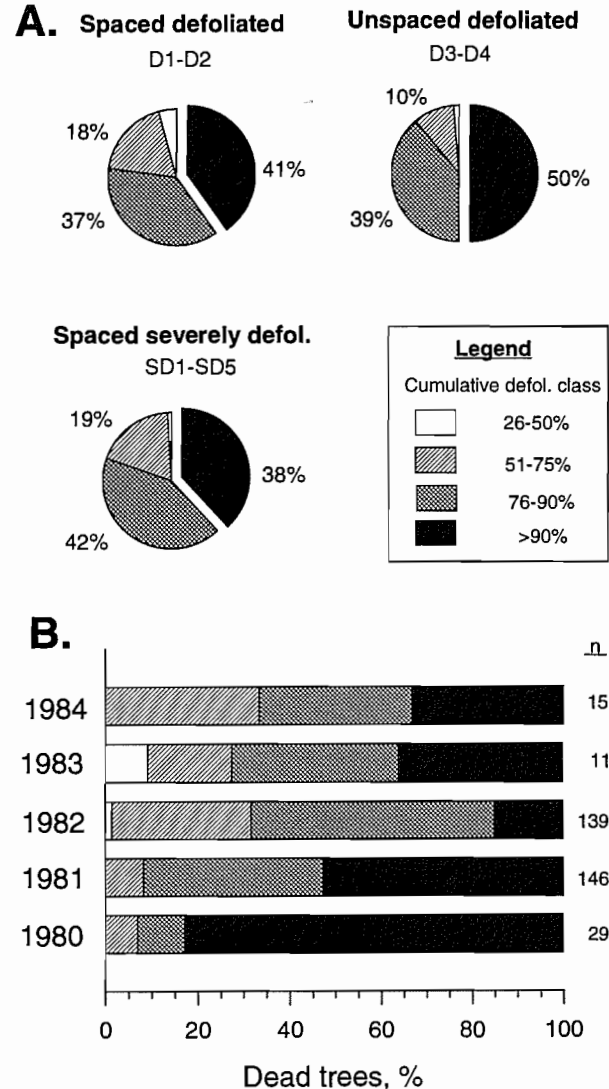 A.
Spaced defoliated
D1-D2
18%
41%
37%
Unspaced defoliated
D3-D4
10%
50%
39%
Spaced severely defol.
SD1-SD5
19%
38%
42%
Legend
Cumulative defol. class
26-50%
51-75%
76-90%
>90%
B.
n
1984 15
1983 11
1982 139
1981 146
1980 29
0 20 40 60 80 100
Dead trees, %